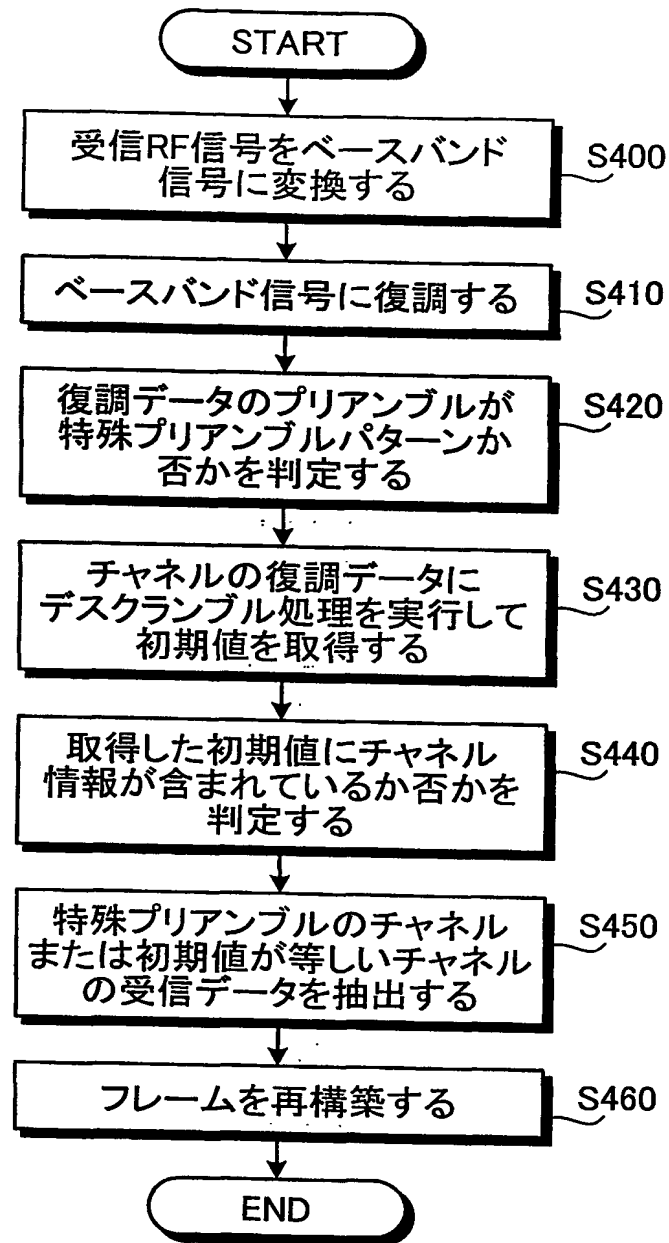 START
受信RF信号をベースバンド
信号に変換する
S400
ベースバンド信号に復調する
S410
復調データのプリアンブルが
特殊プリアンブルパターンか
否かを判定する
S420
チャネルの復調データに
デスクランブル処理を実行して
初期値を取得する
S430
取得した初期値にチャネル
情報が含まれているか否かを
判定する
S440
特殊プリアンブルのチャネル
または初期値が等しいチャネル
の受信データを抽出する
S450
フレームを再構築する
S460
END